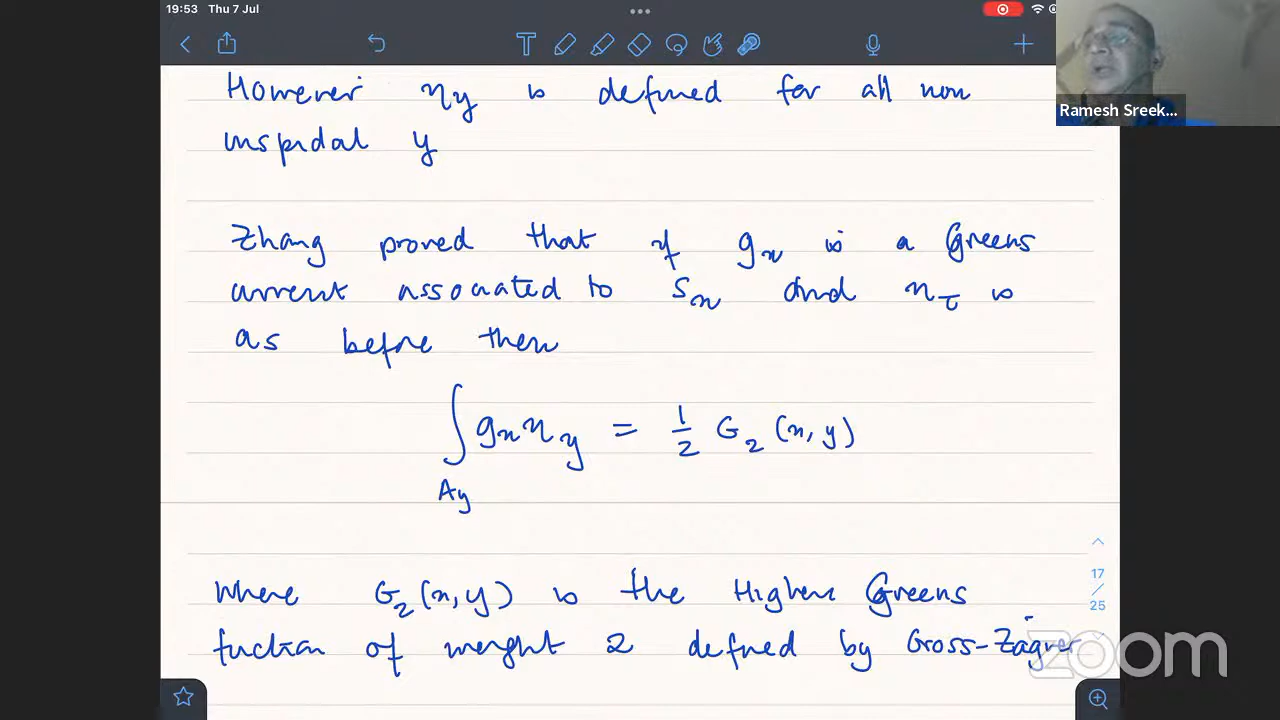 19:53 Thu 7 Jul
Ramesh Sreek...
However η_y is defined for all non
cuspidal y
Zhang proved that if g_x is a Greens
current associated to S_x and η_τ is
as before then
∫_{A_y} g_x η_y = 1/2 G_2 (x, y)
where G_2 (x, y) is the Higher Greens
fuction of weight 2 defined by Gross-Zagier
17
/
25
zoom